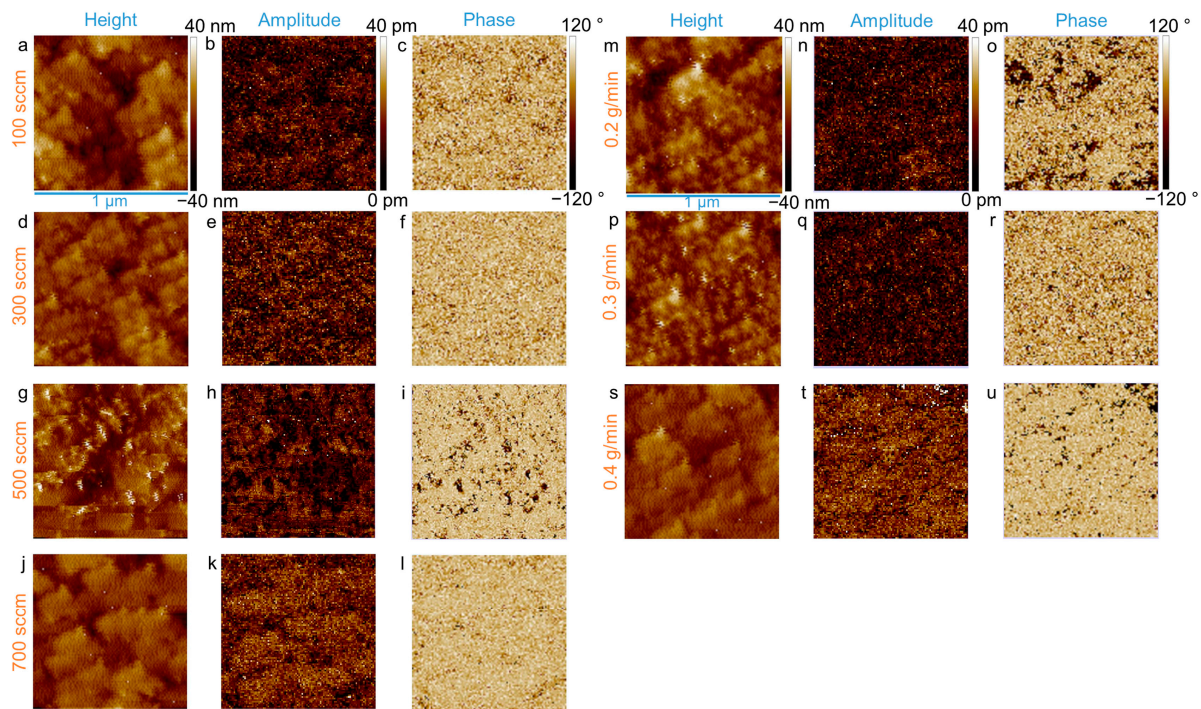 Height Amplitude Phase Height Amplitude Phase
40 nm 40 pm 120 ° 40 nm 40 pm 120 °
a b c m n o
100 sccm 0.2 g/min
1 µm −40 nm 0 pm −120 ° 1 µm −40 nm 0 pm −120 °
d e f p q r
300 sccm 0.3 g/min
g h i s t u
500 sccm 0.4 g/min
j k l
700 sccm